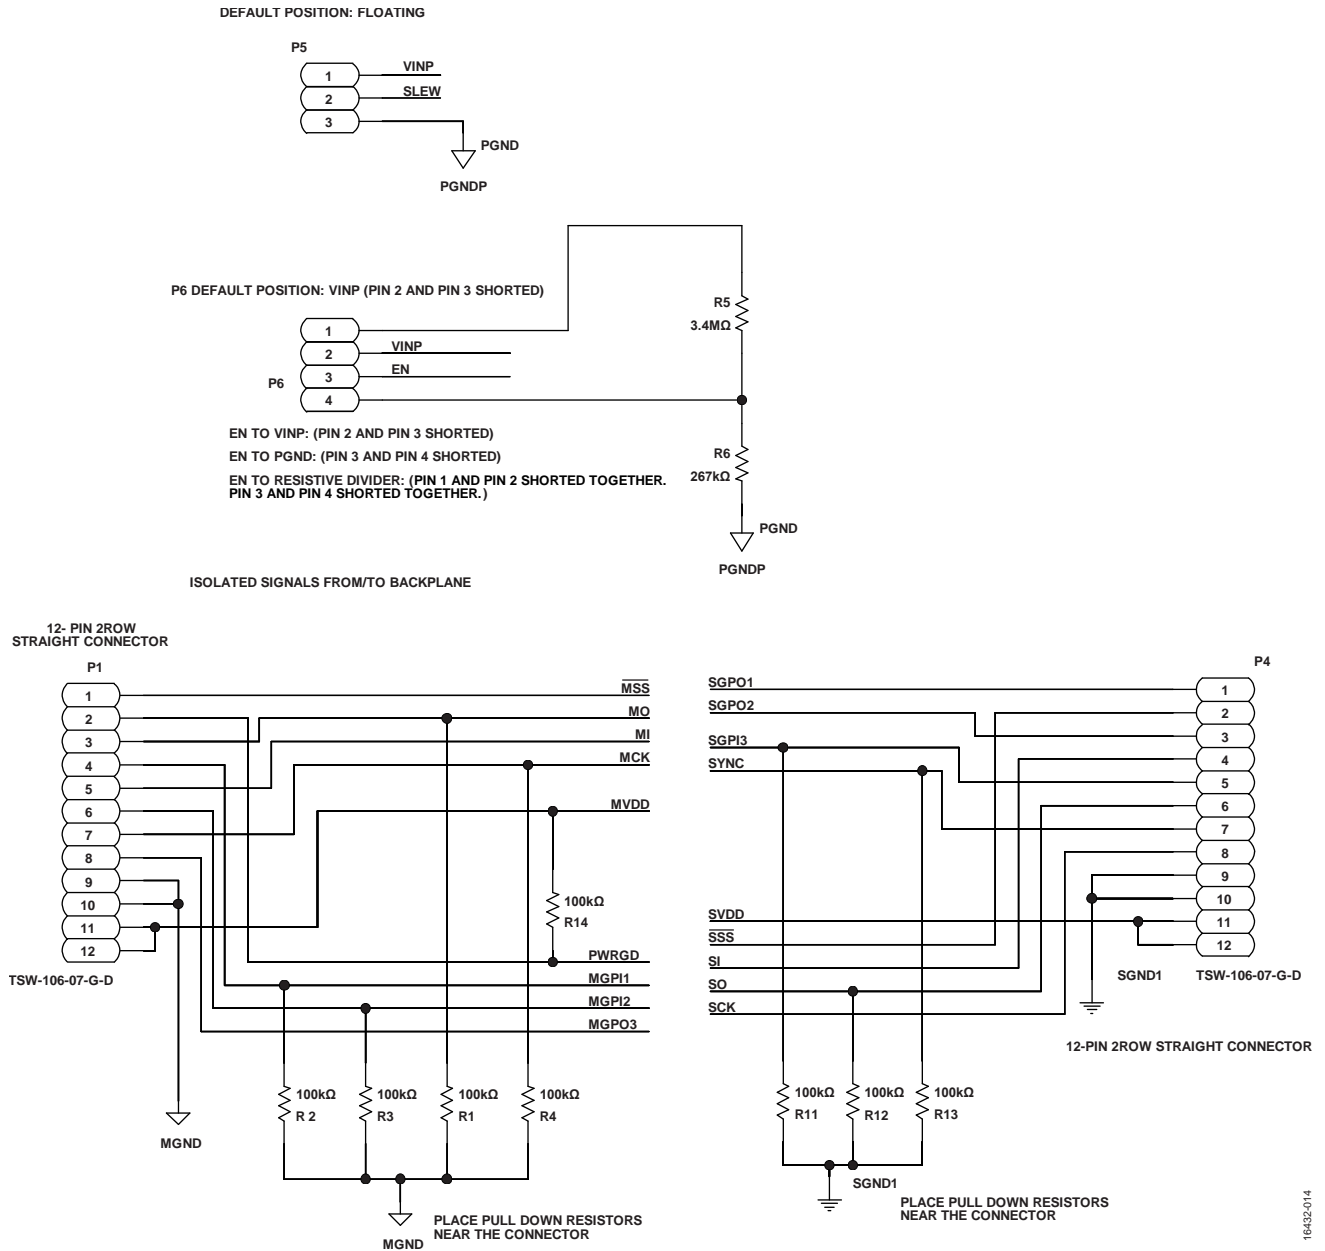 DEFAULT POSITION: FLOATING
P5
1 VINP
2 SLEW
3
PGND
PGNDP
P6 DEFAULT POSITION: VINP (PIN 2 AND PIN 3 SHORTED)
R5
3.4MΩ
P6
1
2 VINP
3 EN
4
EN TO VINP: (PIN 2 AND PIN 3 SHORTED)
EN TO PGND: (PIN 3 AND PIN 4 SHORTED)
EN TO RESISTIVE DIVIDER: (PIN 1 AND PIN 2 SHORTED TOGETHER.
PIN 3 AND PIN 4 SHORTED TOGETHER.)
R6
267kΩ
PGND
PGNDP
ISOLATED SIGNALS FROM/TO BACKPLANE
12- PIN 2ROW
STRAIGHT CONNECTOR
P1
1
2
3
4
5
6
7
8
9
10
11
12
TSW-106-07-G-D
MSS
MO
MI
MCK
MVDD
100kΩ
R14
PWRGD
MGPI1
MGPI2
MGPO3
100kΩ
R 2
100kΩ
R3
100kΩ
R1
100kΩ
R4
MGND
MGND
PLACE PULL DOWN RESISTORS
NEAR THE CONNECTOR
P4
SGPO1
SGPO2
SGPI3
SYNC
SVDD
SSS
SI
SO
SCK
1
2
3
4
5
6
7
8
9
10
11
12
SGND1
TSW-106-07-G-D
12-PIN 2ROW STRAIGHT CONNECTOR
100kΩ
R11
100kΩ
R12
100kΩ
R13
SGND1
PLACE PULL DOWN RESISTORS
NEAR THE CONNECTOR
16432-014